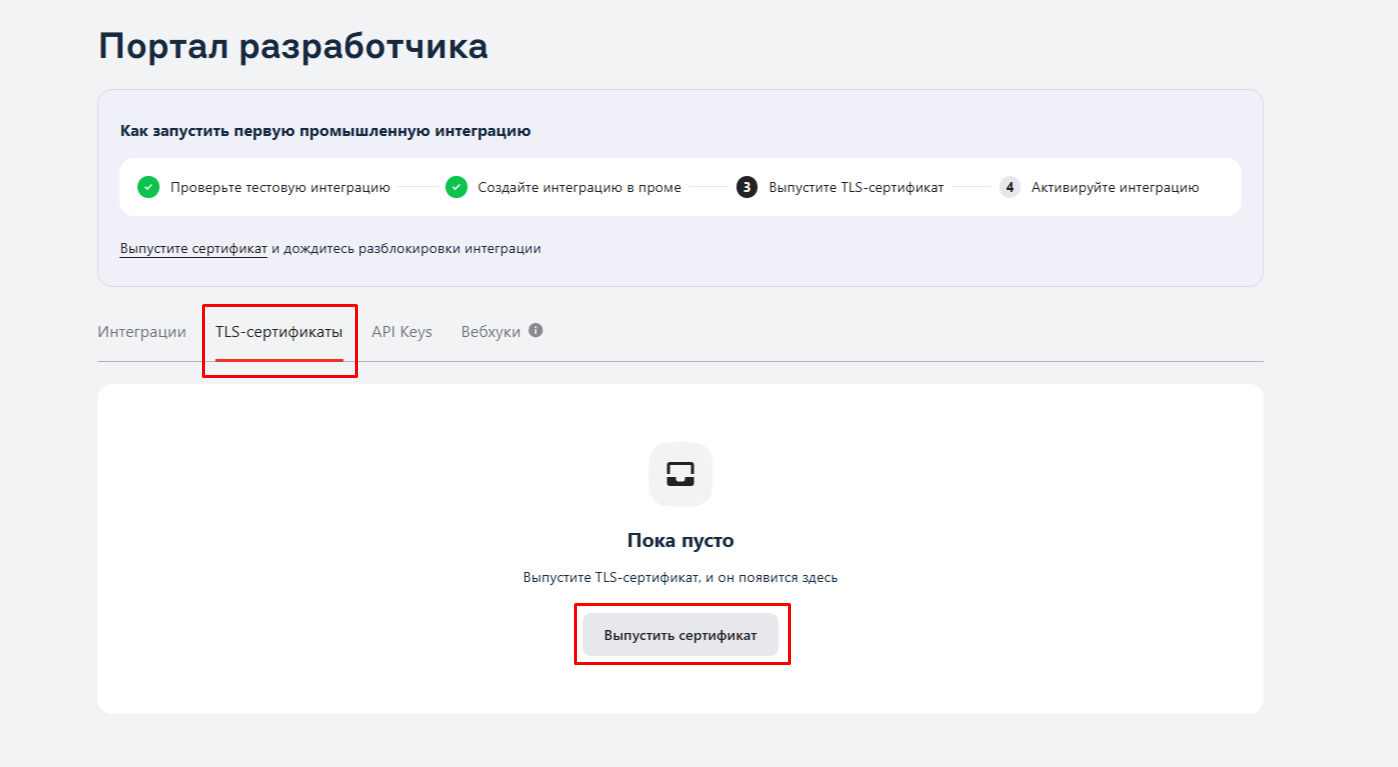 Портал разработчика
Как запустить первую промышленную интеграцию
Проверьте тестовую интеграцию Создайте интеграцию в проме 3 Выпустите TLS-сертификат 4 Активируйте интеграцию
Выпустите сертификат и дождитесь разблокировки интеграции
Интеграции TLS-сертификаты API Keys Вебхуки i
Пока пусто
Выпустите TLS-сертификат, и он появится здесь
Выпустить сертификат